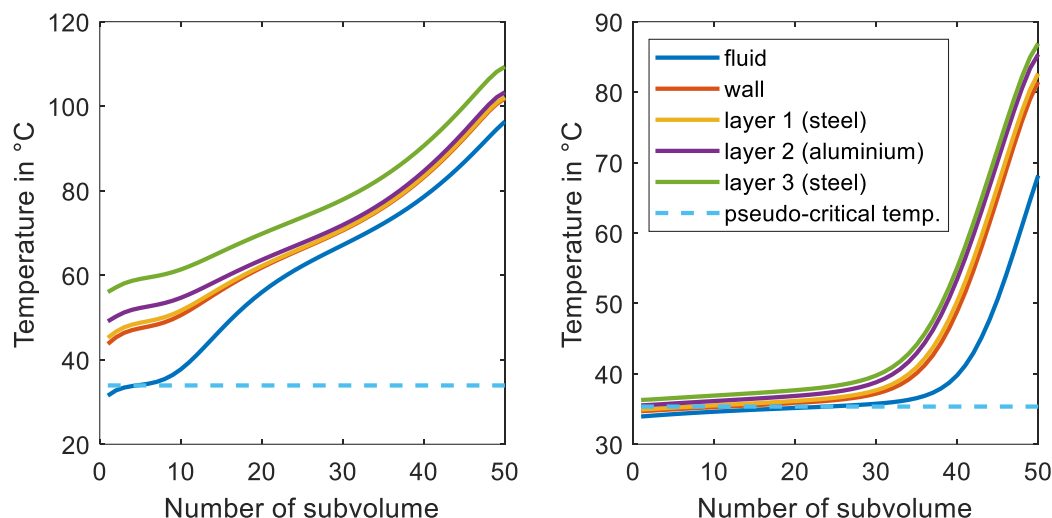 120
100
80
60
40
20
Temperature in °C
0
10
20
30
40
50
Number of subvolume
90
80
70
60
50
40
30
Temperature in °C
fluid
wall
layer 1 (steel)
layer 2 (aluminium)
layer 3 (steel)
pseudo-critical temp.
0
10
20
30
40
50
Number of subvolume